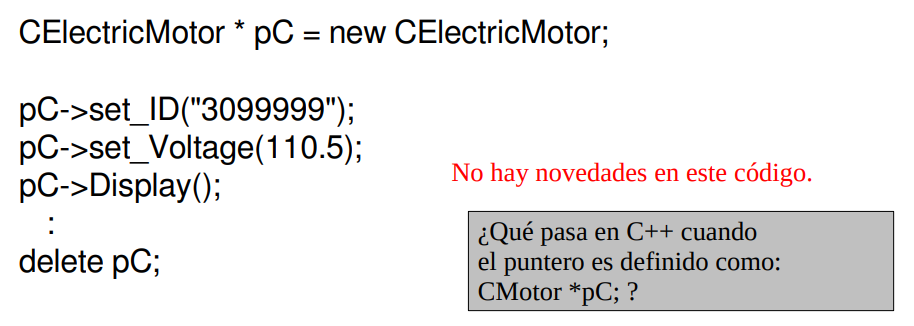 CElectricMotor * pC = new CElectricMotor;
pC->set_ID("3099999");
pC->set_Voltage(110.5);
pC->Display();
:
delete pC;
No hay novedades en este código.
¿Qué pasa en C++ cuando
el puntero es definido como:
CMotor *pC; ?